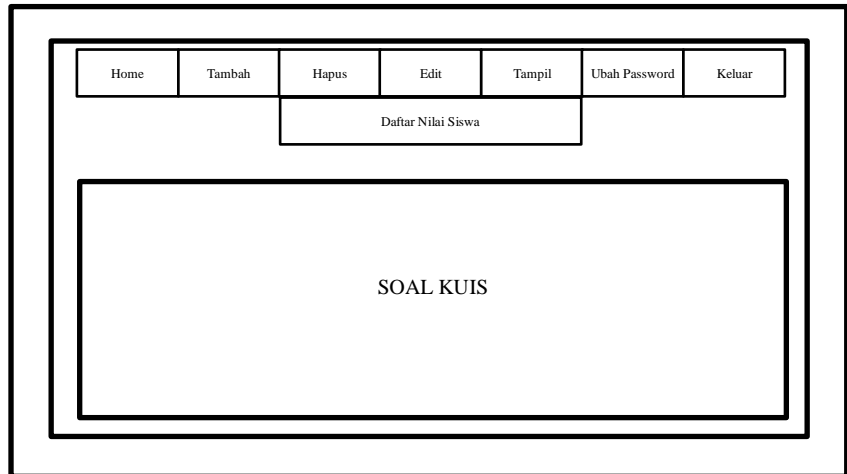 Home Tambah Hapus Edit Tampil Ubah Password Keluar
Daftar Nilai Siswa
SOAL KUIS